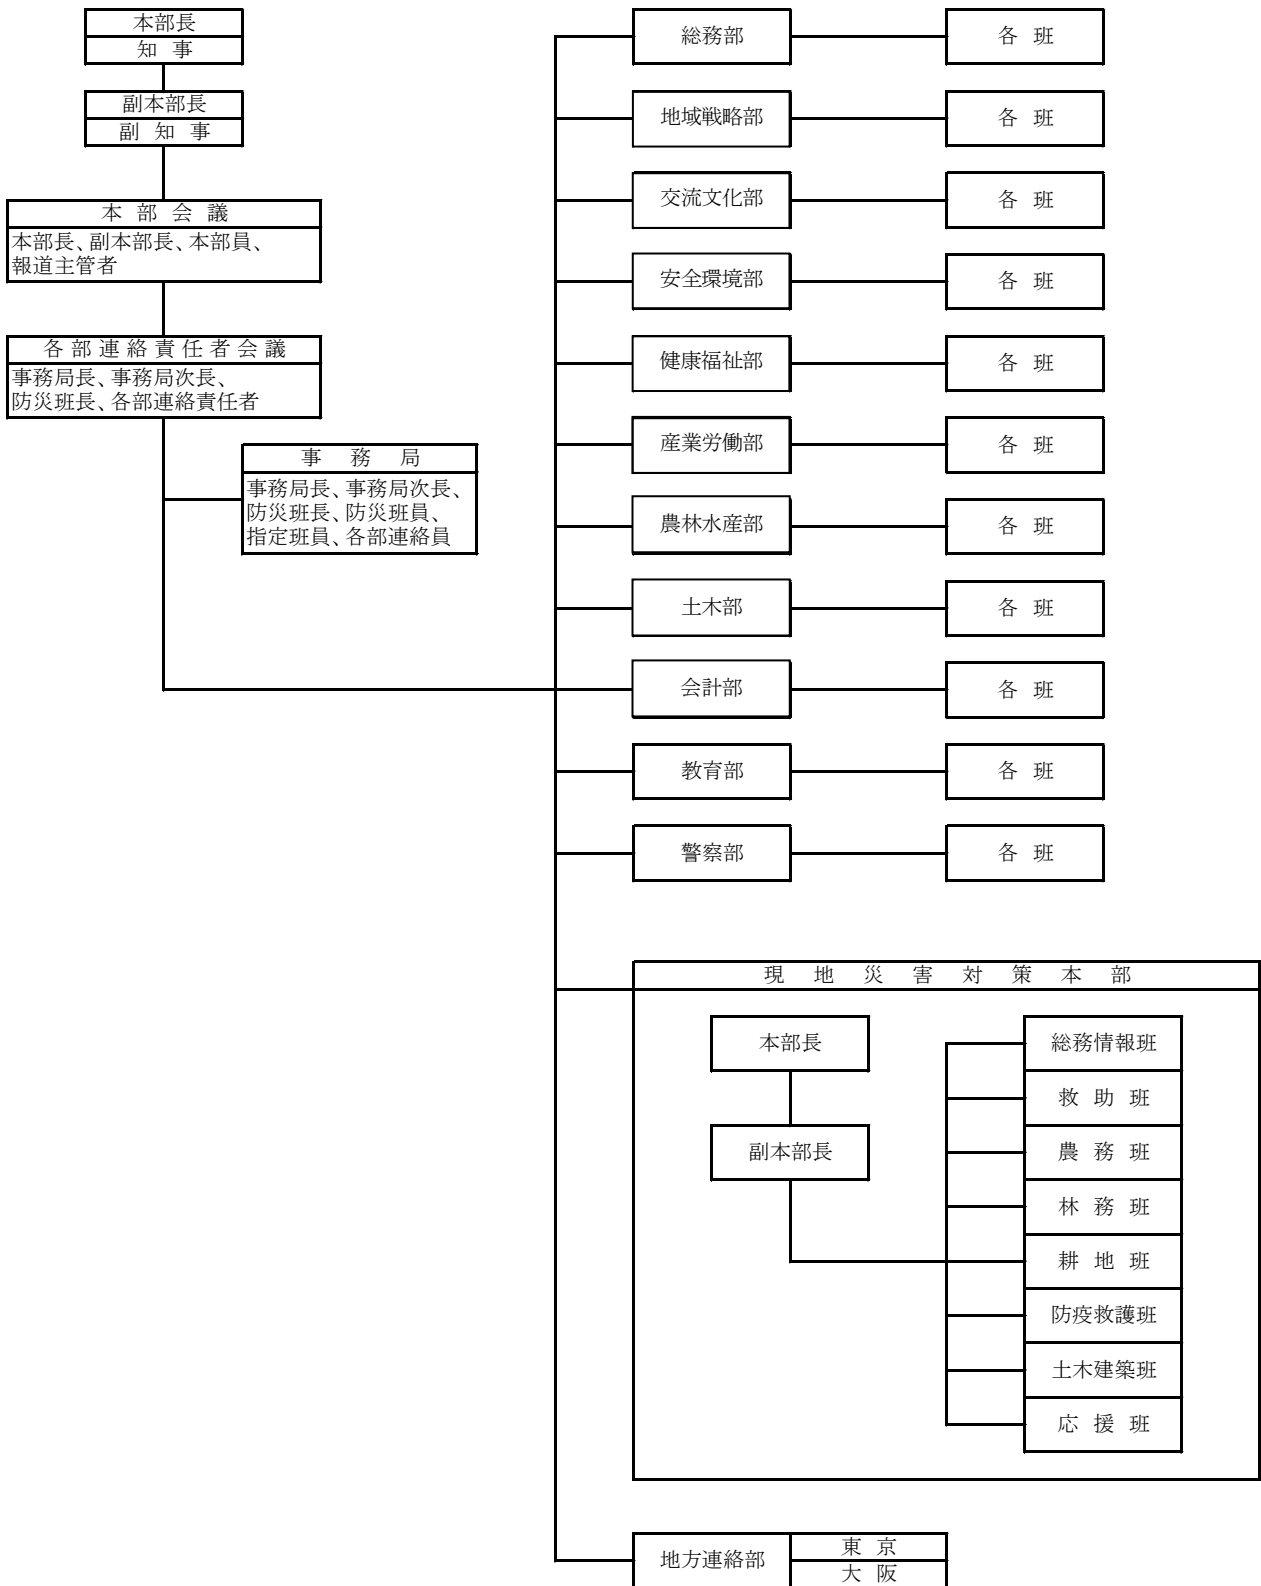 本部長
知 事
副本部長
副 知 事
本 部 会 議
本部長、副本部長、本部員、
報道主管者
各 部 連 絡 責 任 者 会 議
事務局長、事務局次長、
防災班長、各部連絡責任者
事 務 局
事務局長、事務局次長、
防災班長、防災班員、
指定班員、各部連絡員
総務部
各 班
地域戦略部
各 班
交流文化部
各 班
安全環境部
各 班
健康福祉部
各 班
産業労働部
各 班
農林水産部
各 班
土木部
各 班
会計部
各 班
教育部
各 班
警察部
各 班
現 地 災 害 対 策 本 部
本部長
副本部長
総務情報班
救 助 班
農 務 班
林 務 班
耕 地 班
防疫救護班
土木建築班
応 援 班
地方連絡部
東 京
大 阪